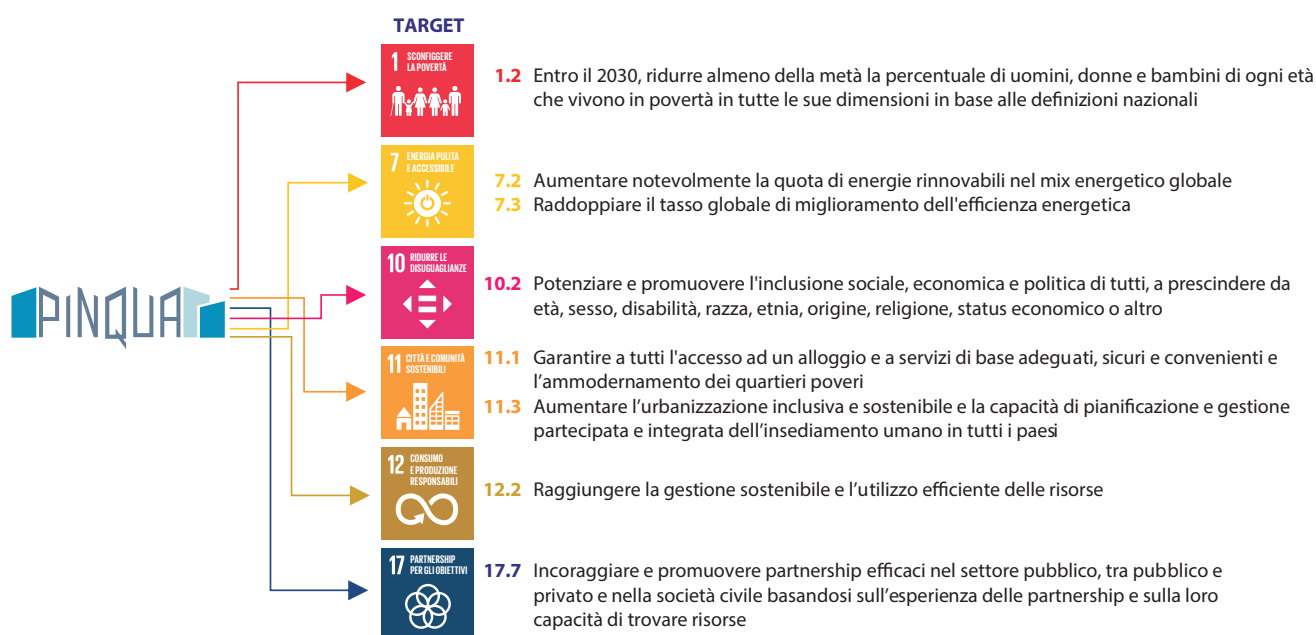 TARGET
1 SCONFIGGERE
LA POVERTÀ
1.2 Entro il 2030, ridurre almeno della metà la percentuale di uomini, donne e bambini di ogni età
che vivono in povertà in tutte le sue dimensioni in base alle definizioni nazionali
7 ENERGIA PULITA
E ACCESSIBILE
7.2 Aumentare notevolmente la quota di energie rinnovabili nel mix energetico globale
7.3 Raddoppiare il tasso globale di miglioramento dell'efficienza energetica
10 RIDURRE LE
DISUGUAGLIANZE
10.2 Potenziare e promuovere l'inclusione sociale, economica e politica di tutti, a prescindere da
età, sesso, disabilità, razza, etnia, origine, religione, status economico o altro
PINQUA
11 CITTÀ E COMUNITÀ
SOSTENIBILI
11.1 Garantire a tutti l'accesso ad un alloggio e a servizi di base adeguati, sicuri e convenienti e
l’ammodernamento dei quartieri poveri
11.3 Aumentare l’urbanizzazione inclusiva e sostenibile e la capacità di pianificazione e gestione
partecipata e integrata dell’insediamento umano in tutti i paesi
12 CONSUMO
E PRODUZIONE
RESPONSABILI
12.2 Raggiungere la gestione sostenibile e l’utilizzo efficiente delle risorse
17 PARTNERSHIP
PER GLI OBIETTIVI
17.7 Incoraggiare e promuovere partnership efficaci nel settore pubblico, tra pubblico e
privato e nella società civile basandosi sull’esperienza delle partnership e sulla loro
capacità di trovare risorse